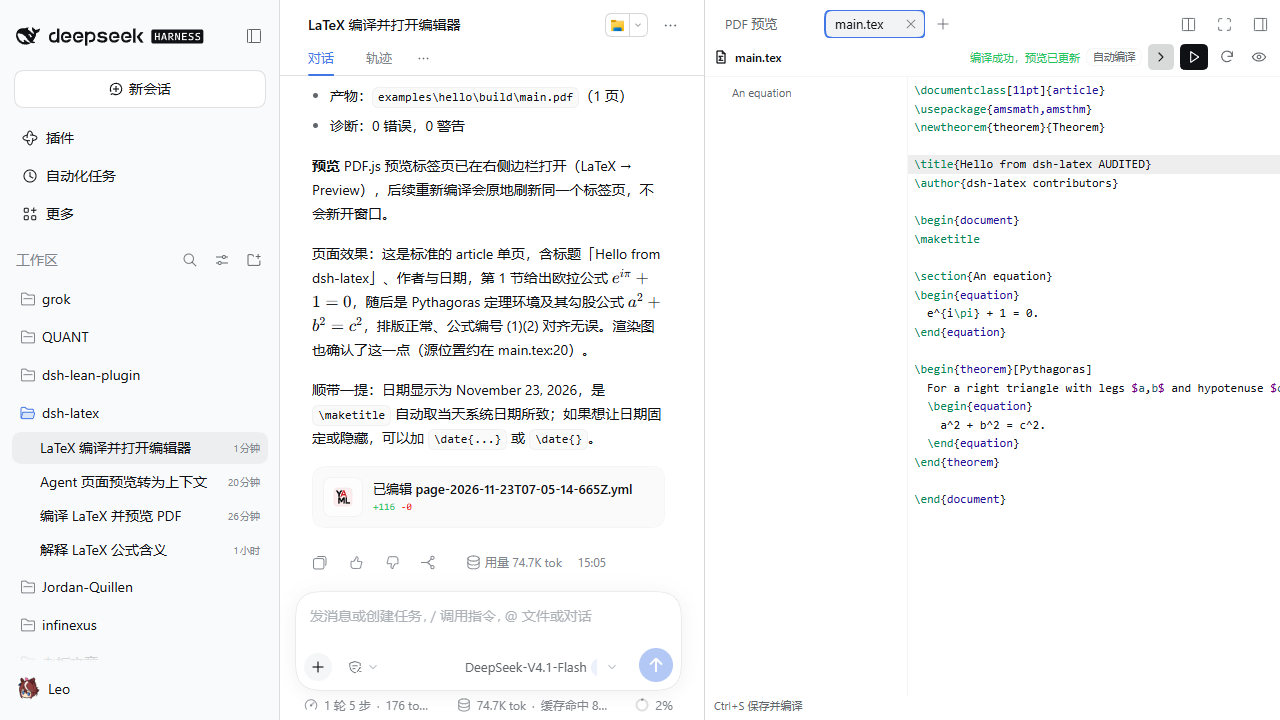 deepseek HARNESS
新会话
插件
自动化任务
更多
工作区
grok
QUANT
dsh-lean-plugin
dsh-latex
LaTeX 编译并打开编辑器 1分钟
Agent 页面预览转为上下文 20分钟
编译 LaTeX 并预览 PDF 26分钟
解释 LaTeX 公式含义 1小时
Jordan-Quillen
infinexus
Leo
LaTeX 编译并打开编辑器
对话 轨迹
产物：examples\hello\build\main.pdf（1 页）
诊断：0 错误，0 警告
预览 PDF.js 预览标签页已在右侧边栏打开（LaTeX →
Preview），后续重新编译会原地刷新同一个标签页，不
会新开窗口。
页面效果：这是标准的 article 单页，含标题「Hello from
dsh-latex」、作者与日期，第 1 节给出欧拉公式 e^{iπ} +
1 = 0，随后是 Pythagoras 定理环境及其勾股公式 a² +
b² = c²，排版正常、公式编号 (1)(2) 对齐无误。渲染图
也确认了这一点（源位置约在 main.tex:20）。
顺带一提：日期显示为 November 23, 2026，是
\maketitle 自动取当天系统日期所致；如果想让日期固
定或隐藏，可以加 \date{...} 或 \date{}。
YAML
已编辑 page-2026-11-23T07-05-14-665Z.yml
+116 -0
用量 74.7K tok 15:05
发消息或创建任务，/ 调用指令，@ 文件或对话
DeepSeek-V4.1-Flash
1 轮 5 步 · 176 to... 74.7K tok · 缓存命中 8... 2%
PDF 预览 main.tex
main.tex 编译成功，预览已更新 自动编译
An equation
\documentclass[11pt]{article}
\usepackage{amsmath,amsthm}
\newtheorem{theorem}{Theorem}
\title{Hello from dsh-latex AUDITED}
\author{dsh-latex contributors}
\begin{document}
\maketitle
\section{An equation}
\begin{equation}
e^{i\pi} + 1 = 0.
\end{equation}
\begin{theorem}[Pythagoras]
For a right triangle with legs $a,b$ and hypotenuse $c
\begin{equation}
a^2 + b^2 = c^2.
\end{equation}
\end{theorem}
\end{document}
Ctrl+S 保存并编译